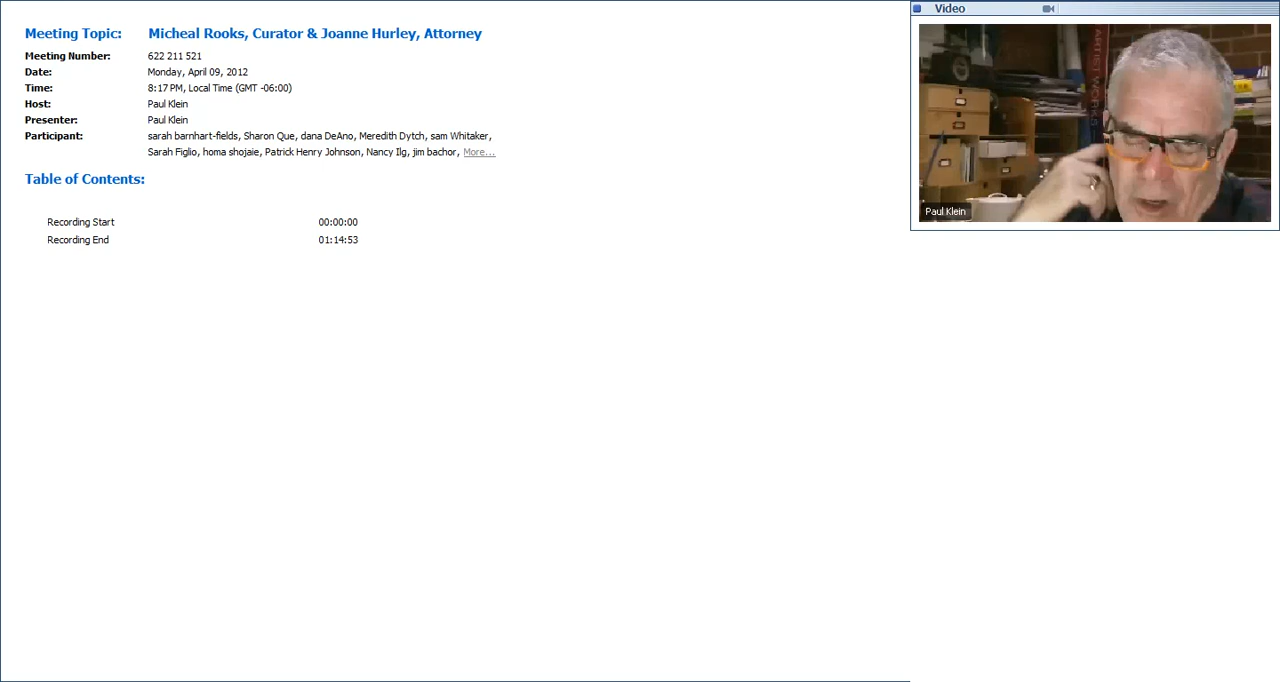 Meeting Topic: Micheal Rooks, Curator & Joanne Hurley, Attorney
Meeting Number: 622 211 521
Date: Monday, April 09, 2012
Time: 8:17 PM, Local Time (GMT -06:00)
Host: Paul Klein
Presenter: Paul Klein
Participant: sarah barnhart-fields, Sharon Que, dana DeAno, Meredith Dytch, sam Whitaker,
Sarah Figlio, homa shojaie, Patrick Henry Johnson, Nancy Ilg, jim bachor, More...
Table of Contents:
Recording Start 00:00:00
Recording End 01:14:53
Video
ARTIST WORKS
Paul Klein